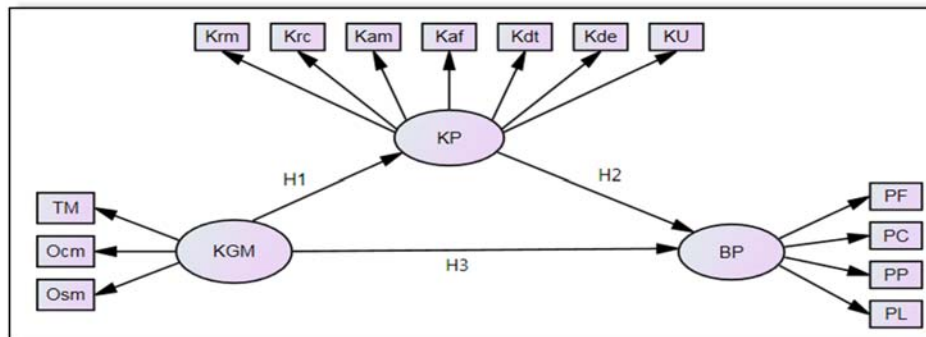 Krm Krc Kam Kaf Kdt Kde KU
KP
H1 H2
TM
Ocm
Osm
KGM
H3
BP
PF
PC
PP
PL